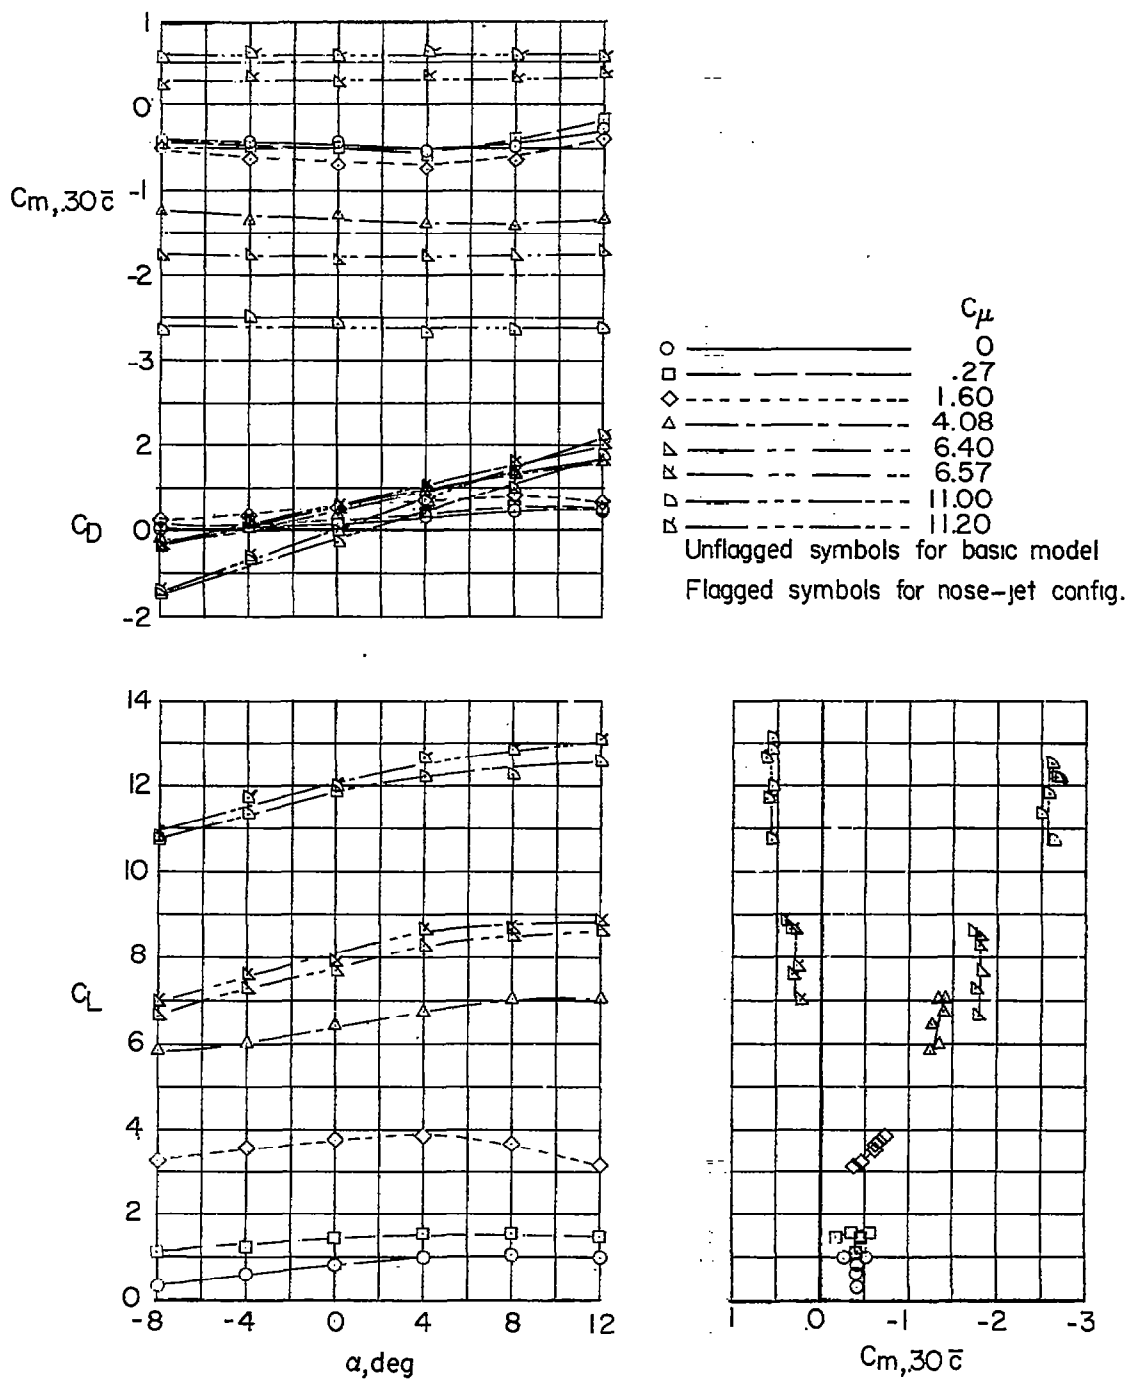 1
0
-1
-2
-3
Cm,.30c̄
2
0
-2
CD
Cμ
0
.27
1.60
4.08
6.40
6.57
11.00
11.20
Unflagged symbols for basic model
Flagged symbols for nose-jet config.
14
12
10
8
6
4
2
0
CL
-8 -4 0 4 8 12
α,deg
1 0 -1 -2 -3
Cm,.30c̄